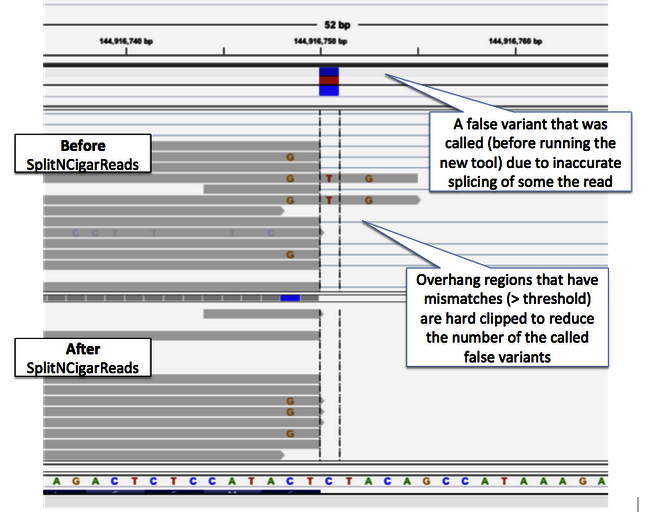 52 bp
144,916,740 bp 144,916,750 bp 144,916,760 bp
A false variant that was
called (before running the
new tool) due to inaccurate
splicing of some the read
Before
SplitNCigarReads
G
G T G
G T G
C C T T T C
G
Overhang regions that have
mismatches (> threshold)
are hard clipped to reduce
the number of the called
false variants
After
SplitNCigarReads
G
G
G
A G A C T C T C C A T A C T C T A C A G C C A T A A A G A